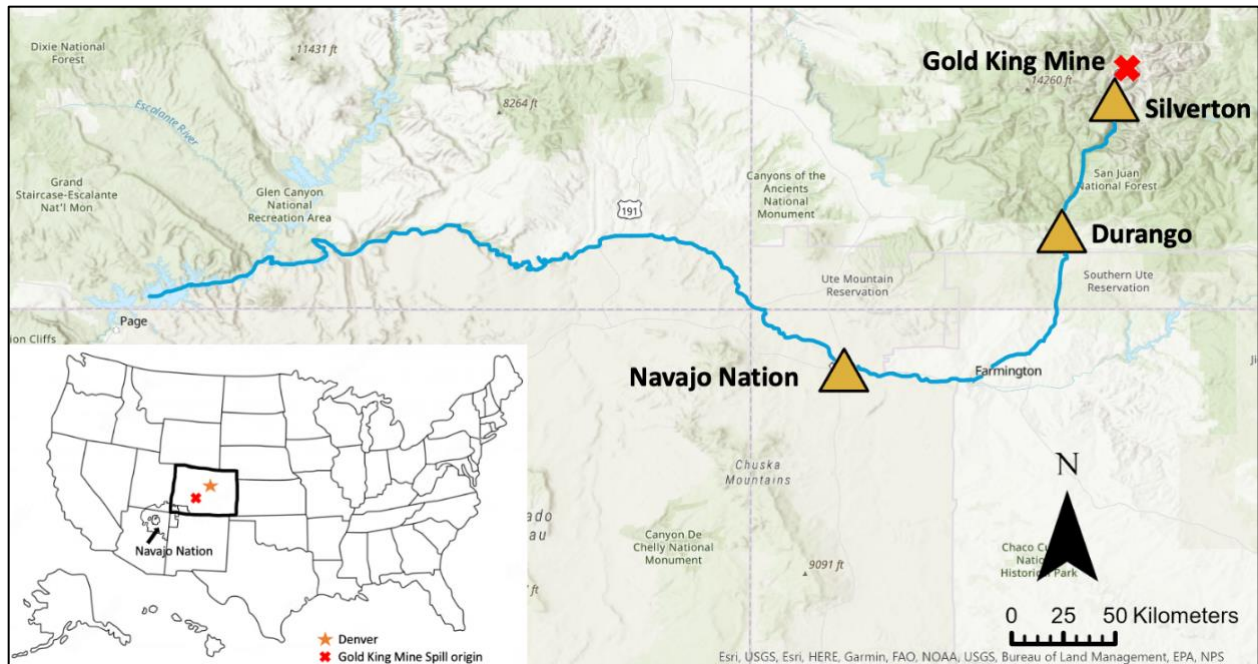 Dixie National
Forest
11431 ft
8264 ft
Gold King Mine
14260 ft
Silverton
Escalante
River
Grand
Staircase-Escalante
Nat'l Mon
Glen Canyon
National
Recreation Area
191
Canyons of the
Ancients
National
Monument
San Juan
National Forest
Durango
Ute Mountain
Reservation
Southern Ute
Reservation
Page
Navajo Nation
Farmington
Chuska
Mountains
Canyon De
Chelly National
Monument
9091 ft
N
0 25 50 Kilometers
Navajo Nation
Denver
Gold King Mine Spill origin
Esri, USGS, Esri, HERE, Garmin, FAO, NOAA, USGS, Bureau of Land Management, EPA, NPS